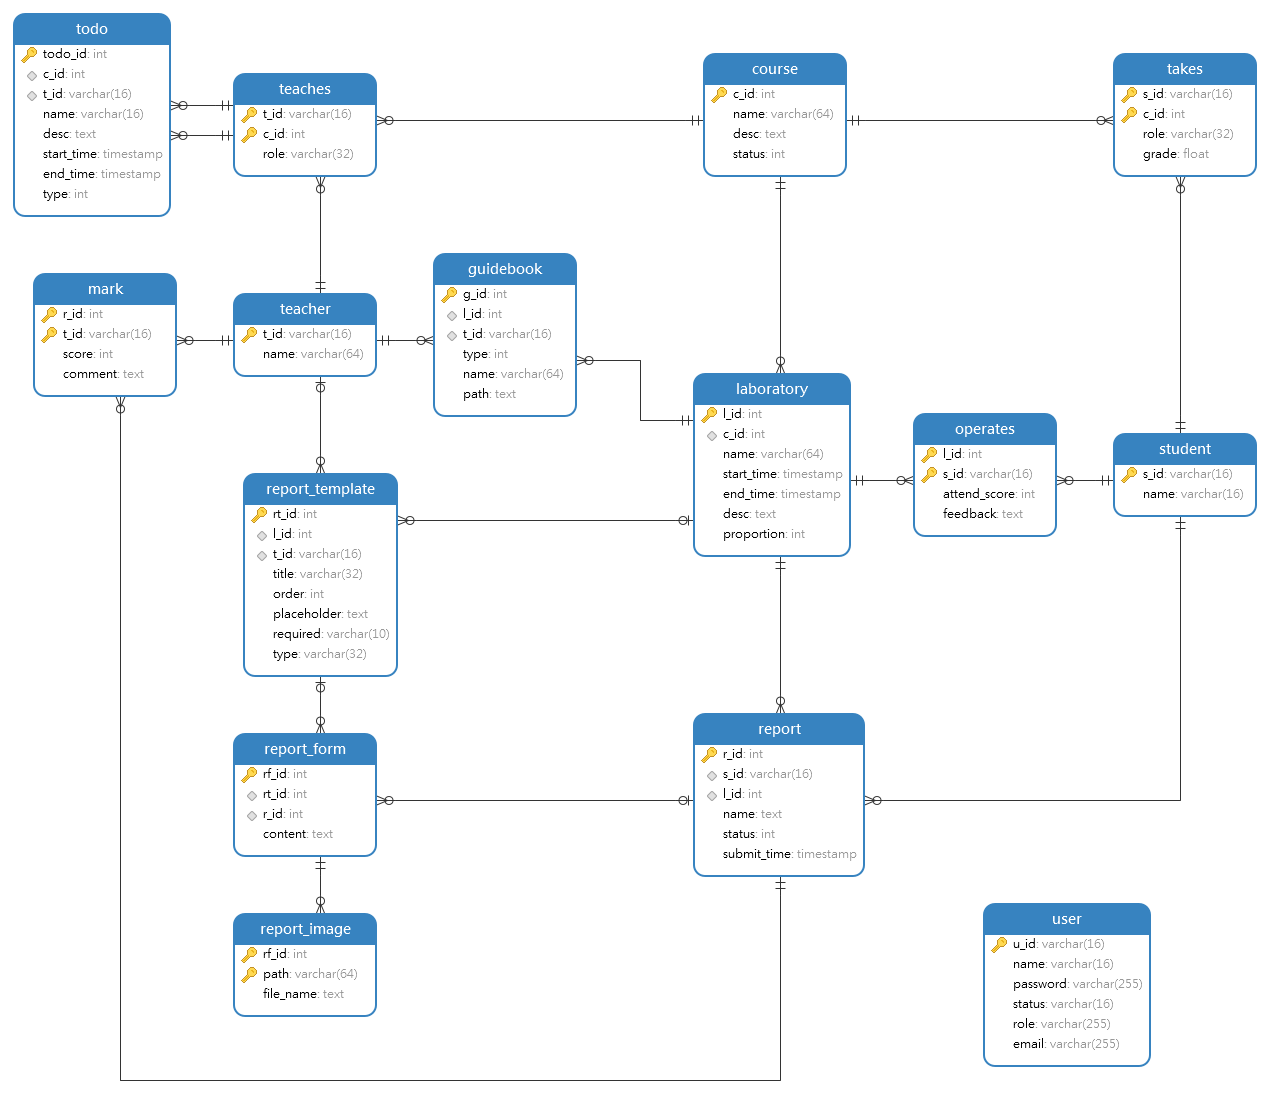 todo
todo_id: int
c_id: int
t_id: varchar(16)
name: varchar(16)
desc: text
start_time: timestamp
end_time: timestamp
type: int
teaches
t_id: varchar(16)
c_id: int
role: varchar(32)
course
c_id: int
name: varchar(64)
desc: text
status: int
takes
s_id: varchar(16)
c_id: int
role: varchar(32)
grade: float
mark
r_id: int
t_id: varchar(16)
score: int
comment: text
teacher
t_id: varchar(16)
name: varchar(64)
guidebook
g_id: int
l_id: int
t_id: varchar(16)
type: int
name: varchar(64)
path: text
laboratory
l_id: int
c_id: int
name: varchar(64)
start_time: timestamp
end_time: timestamp
desc: text
proportion: int
operates
l_id: int
s_id: varchar(16)
attend_score: int
feedback: text
student
s_id: varchar(16)
name: varchar(16)
report_template
rt_id: int
l_id: int
t_id: varchar(16)
title: varchar(32)
order: int
placeholder: text
required: varchar(10)
type: varchar(32)
report_form
rf_id: int
rt_id: int
r_id: int
content: text
report
r_id: int
s_id: varchar(16)
l_id: int
name: text
status: int
submit_time: timestamp
report_image
rf_id: int
path: varchar(64)
file_name: text
user
u_id: varchar(16)
name: varchar(16)
password: varchar(255)
status: varchar(16)
role: varchar(255)
email: varchar(255)